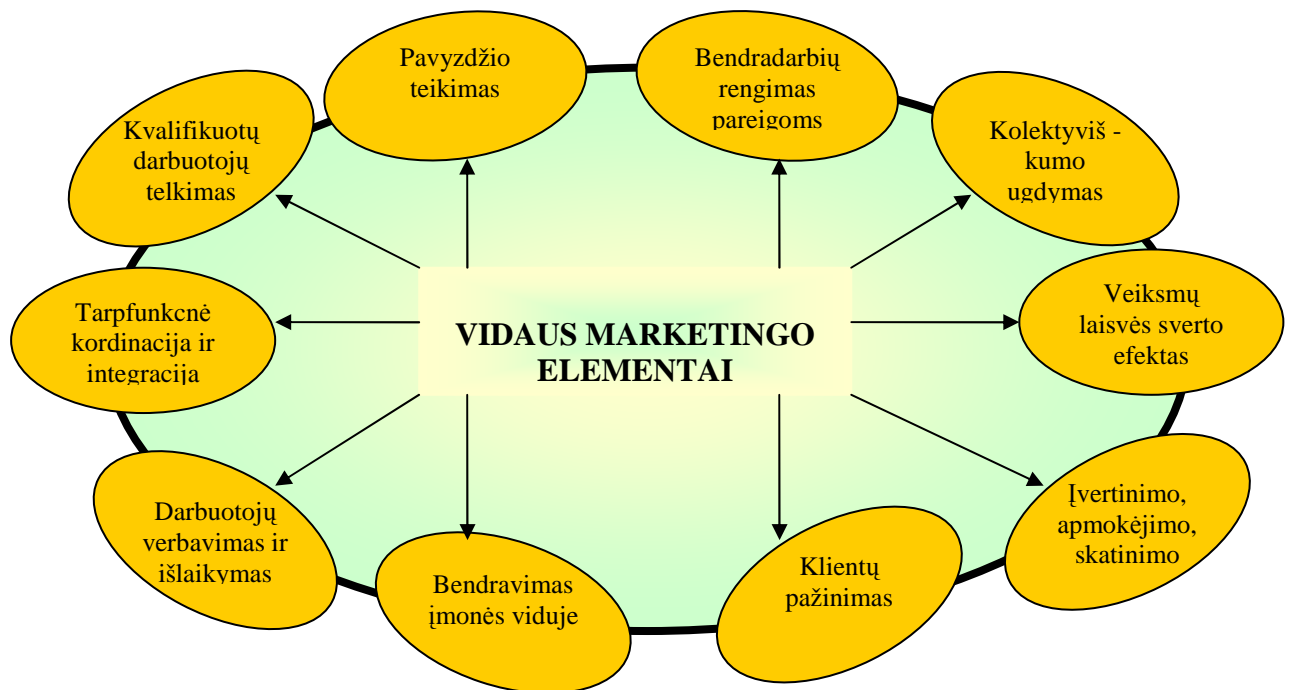 Pavyzdžio
teikimas
Bendradarbių
rengimas
pareigoms
Kvalifikuotų
darbuotojų
telkimas
Kolektyviš -
kumo
ugdymas
Tarpfunkcnė
kordinacija ir
integracija
VIDAUS MARKETINGO
ELEMENTAI
Veiksmų
laisvės sverto
efektas
Darbuotojų
verbavimas ir
išlaikymas
Bendravimas
įmonės viduje
Klientų
pažinimas
Įvertinimo,
apmokėjimo,
skatinimo